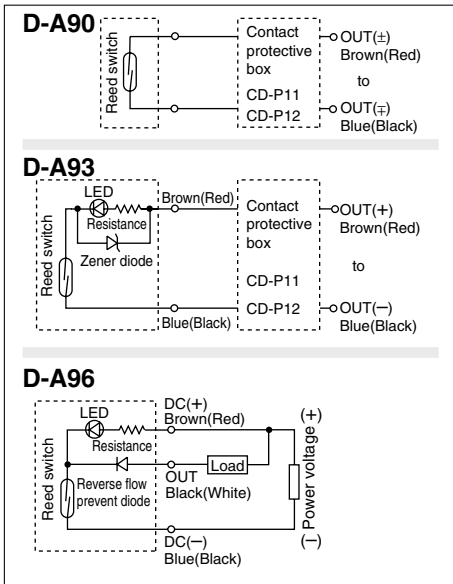 D-A90
Reed switch
Contact
protective
box
CD-P11
CD-P12
OUT(±)
Brown(Red)
to
OUT(∓)
Blue(Black)
D-A93
LED
Resistance
Zener diode
Reed switch
Brown(Red)
Blue(Black)
Contact
protective
box
CD-P11
CD-P12
OUT(+)
Brown(Red)
to
OUT(−)
Blue(Black)
D-A96
LED
Resistance
Reed switch
Reverse flow
prevent diode
DC(+)
Brown(Red)
Load
OUT
Black(White)
DC(−)
Blue(Black)
(+)
Power voltage
(−)